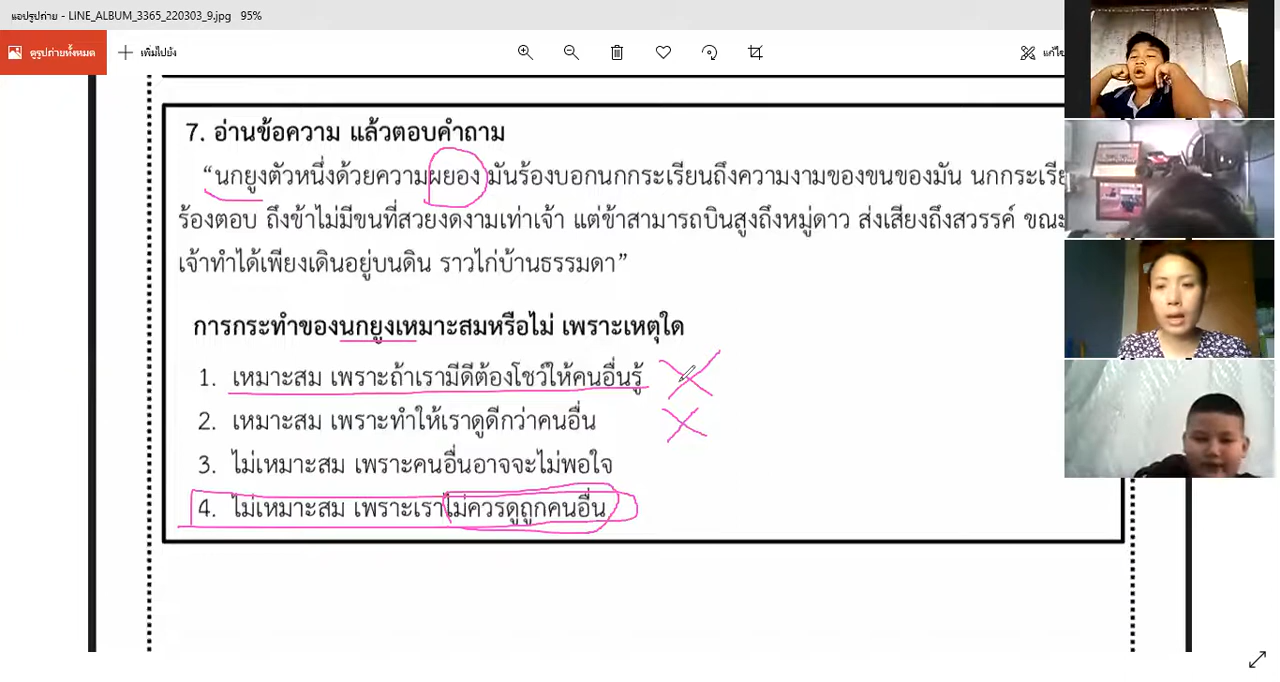 แอปรูปถ่าย - LINE_ALBUM_3365_220303_9.jpg 95%
ดูรูปถ่ายทั้งหมด
เพิ่มไปยัง
7. อ่านข้อความ แล้วตอบคำถาม
“นกยูงตัวหนึ่งด้วยความผยอง มันร้องบอกนกกระเรียนถึงความงามของขนของมัน
ร้องตอบ ถึงข้าไม่มีขนที่สวยงดงามเท่าเจ้า แต่ข้าสามารถบินสูงถึงหมู่ดาว ส่งเสียงถึงสวรรค์ ขณะ
เจ้าทำได้เพียงเดินอยู่บนดิน ราวไก่บ้านธรรมดา”
การกระทำของนกยูงเหมาะสมหรือไม่ เพราะเหตุใด
1. เหมาะสม เพราะถ้าเรามีดีต้องโชว์ให้คนอื่นรู้
2. เหมาะสม เพราะทำให้เราดูดีกว่าคนอื่น
3. ไม่เหมาะสม เพราะคนอื่นอาจจะไม่พอใจ
4. ไม่เหมาะสม เพราะเราไม่ควรดูถูกคนอื่น